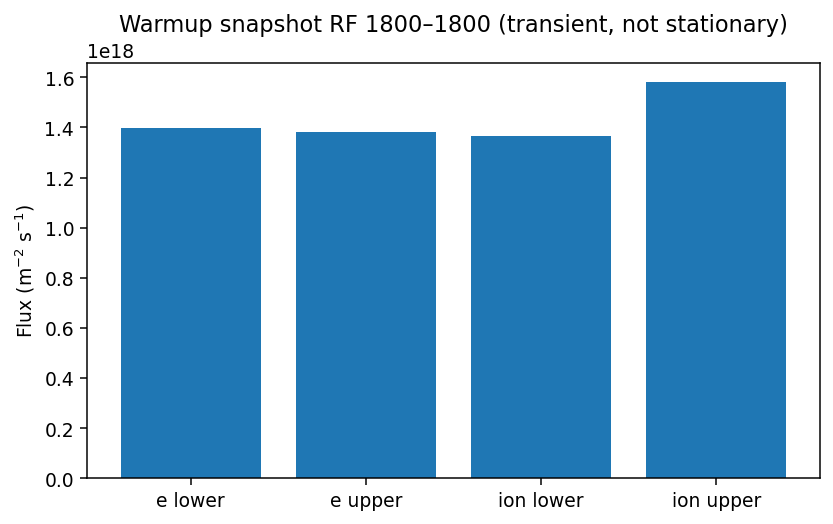 Warmup snapshot RF 1800–1800 (transient, not stationary)
1e18
1.6
1.4
1.2
1.0
0.8
0.6
0.4
0.2
0.0
Flux (m⁻² s⁻¹)
e lower
e upper
ion lower
ion upper